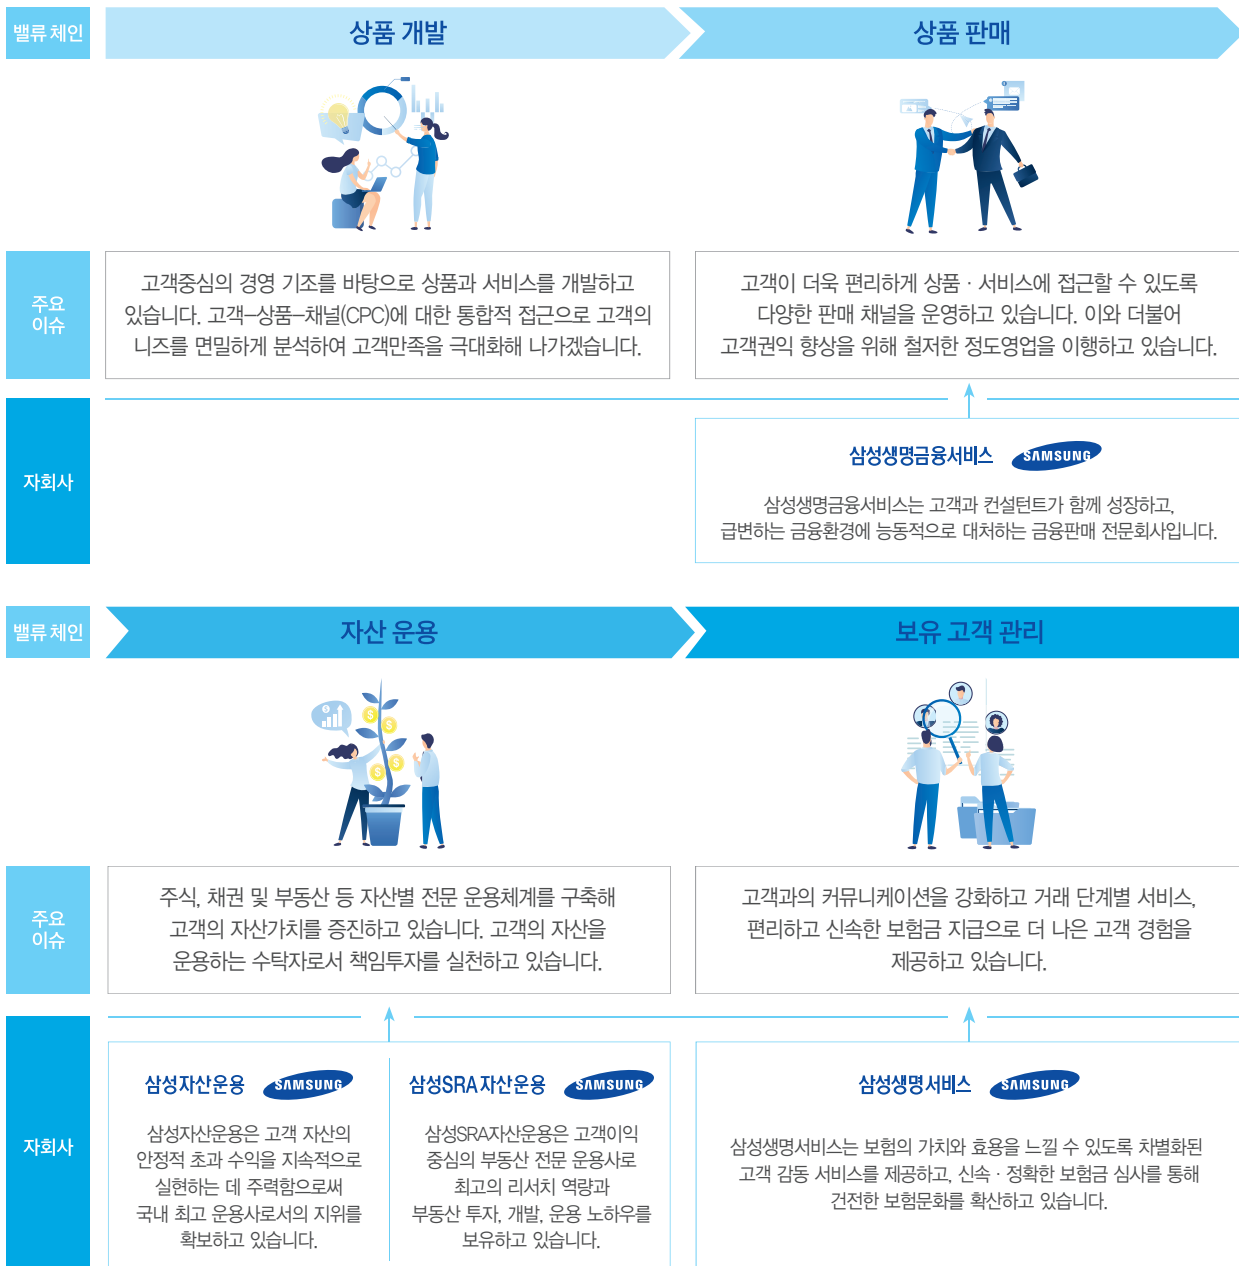 밸류 체인
상품 개발
상품 판매
주요
이슈
고객중심의 경영 기조를 바탕으로 상품과 서비스를 개발하고
있습니다. 고객–상품–채널(CPC)에 대한 통합적 접근으로 고객의
니즈를 면밀하게 분석하여 고객만족을 극대화해 나가겠습니다.
고객이 더욱 편리하게 상품 · 서비스에 접근할 수 있도록
다양한 판매 채널을 운영하고 있습니다. 이와 더불어
고객권익 향상을 위해 철저한 정도영업을 이행하고 있습니다.
자회사
삼성생명금융서비스 SAMSUNG
삼성생명금융서비스는 고객과 컨설턴트가 함께 성장하고,
급변하는 금융환경에 능동적으로 대처하는 금융판매 전문회사입니다.
밸류 체인
자산 운용
보유 고객 관리
주요
이슈
주식, 채권 및 부동산 등 자산별 전문 운용체계를 구축해
고객의 자산가치를 증진하고 있습니다. 고객의 자산을
운용하는 수탁자로서 책임투자를 실천하고 있습니다.
고객과의 커뮤니케이션을 강화하고 거래 단계별 서비스,
편리하고 신속한 보험금 지급으로 더 나은 고객 경험을
제공하고 있습니다.
자회사
삼성자산운용 SAMSUNG
삼성자산운용은 고객 자산의
안정적 초과 수익을 지속적으로
실현하는 데 주력함으로써
국내 최고 운용사로서의 지위를
확보하고 있습니다.
삼성SRA자산운용 SAMSUNG
삼성SRA자산운용은 고객이익
중심의 부동산 전문 운용사로
최고의 리서치 역량과
부동산 투자, 개발, 운용 노하우를
보유하고 있습니다.
삼성생명서비스 SAMSUNG
삼성생명서비스는 보험의 가치와 효용을 느낄 수 있도록 차별화된
고객 감동 서비스를 제공하고, 신속 · 정확한 보험금 심사를 통해
건전한 보험문화를 확산하고 있습니다.